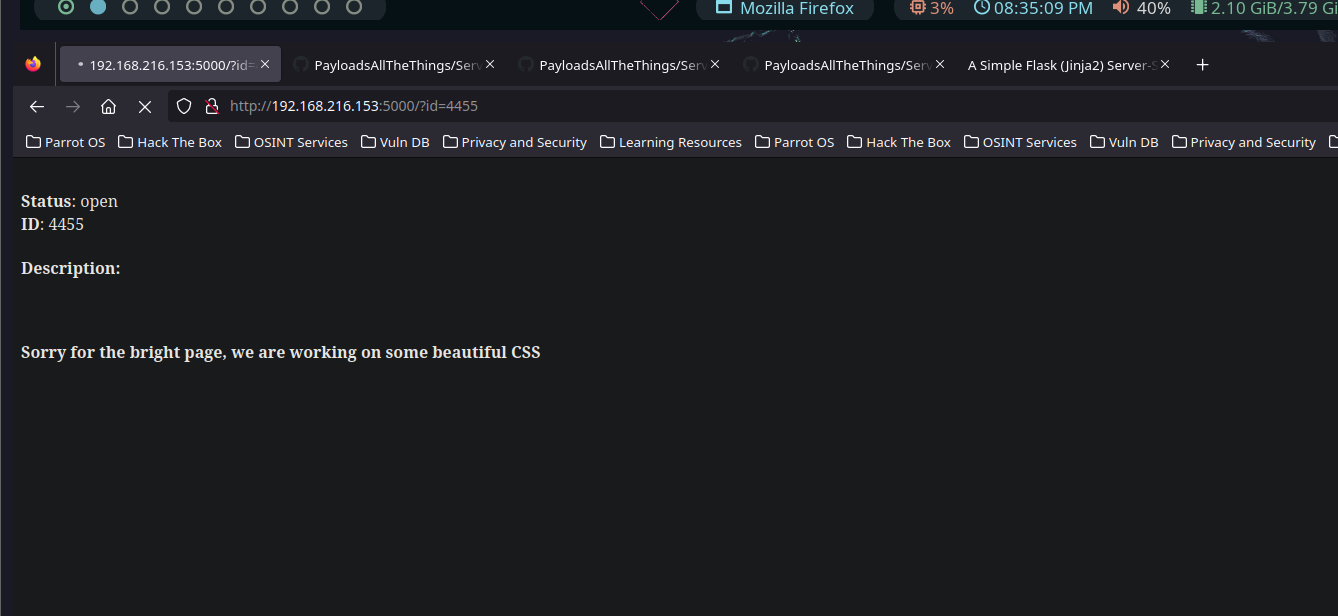 Mozilla Firefox 3% 08:35:09 PM 40% 2.10 GiB/3.79 Gi
192.168.216.153:5000/?id= PayloadsAllTheThings/Serv PayloadsAllTheThings/Serv PayloadsAllTheThings/Serv A Simple Flask (Jinja2) Server-S
http://192.168.216.153:5000/?id=4455
Parrot OS Hack The Box OSINT Services Vuln DB Privacy and Security Learning Resources Parrot OS Hack The Box OSINT Services Vuln DB Privacy and Security
Status: open
ID: 4455
Description:
Sorry for the bright page, we are working on some beautiful CSS